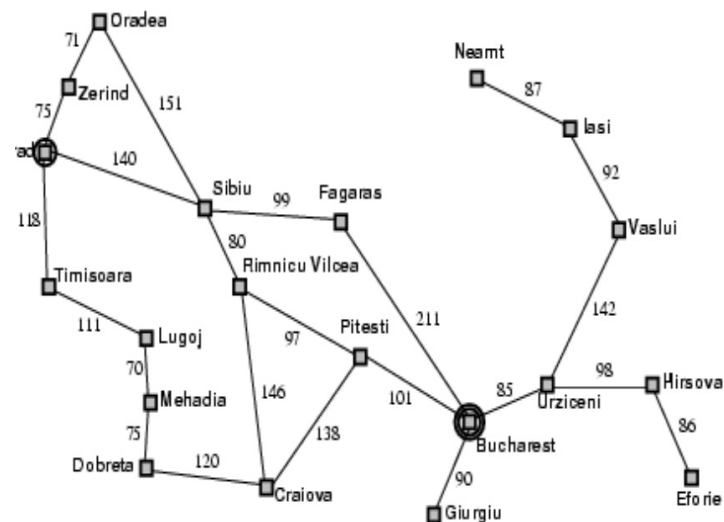 Oradea
71
Neamt
Zerind
87
75
151
Iasi
rad
140
92
Sibiu
99
Fagaras
118
80
Vaslui
Timisoara
Rimnicu Vilcea
111
211
142
Lugoj
97
Pitesti
70
146
98
Hirsova
Mehadia
101
85
Urziceni
75
138
86
Dobreta
120
Bucharest
90
Craiova
Eforie
Giurgiu